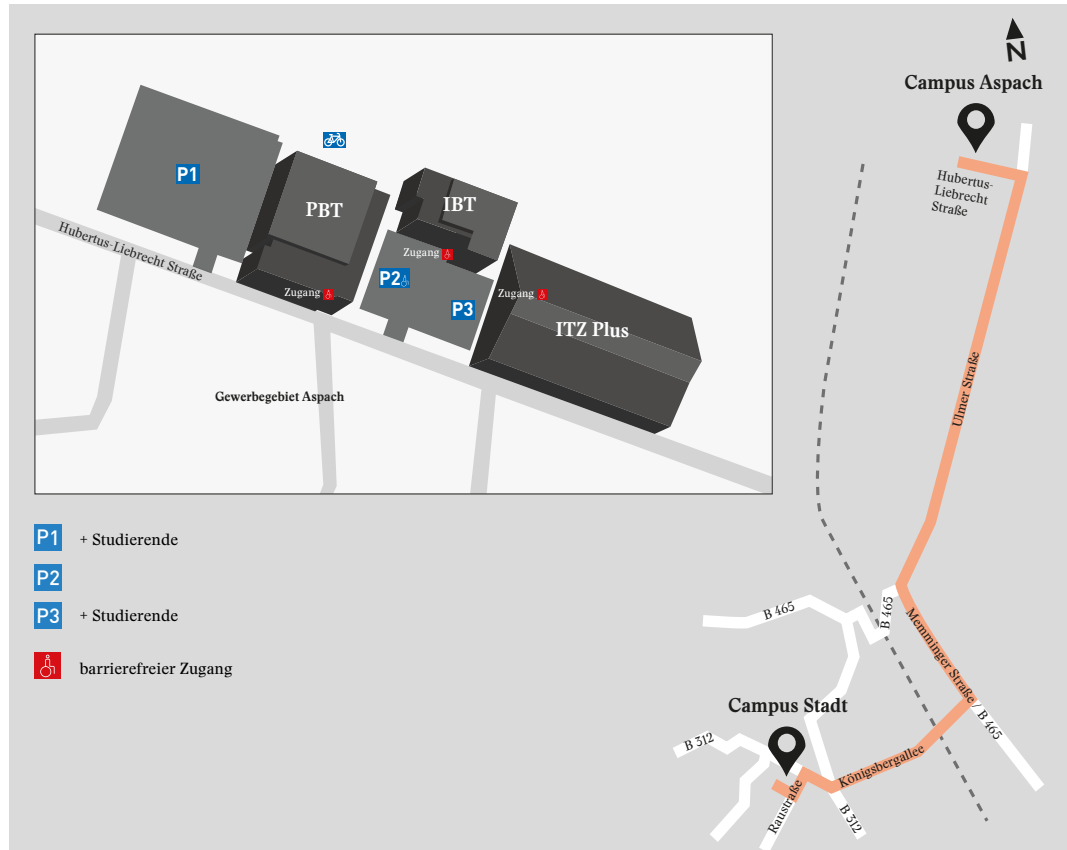 N
Campus Aspach
Hubertus-
Liebrecht
Straße
P1
PBT
IBT
Hubertus-Liebrecht Straße
Zugang
P2
Zugang
P3
Zugang
ITZ Plus
Gewerbegebiet Aspach
Ulmer Straße
P1 + Studierende
P2
P3 + Studierende
barrierefreier Zugang
B 465
B 465
Memminger Straße / B 465
Campus Stadt
B 312
Königsbergallee
Raustraße
B 312